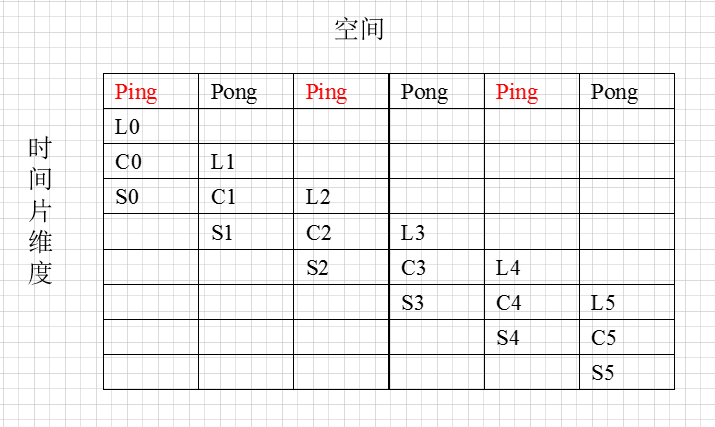 空间
时间片维度
Ping Pong Ping Pong Ping Pong
L0
C0 L1
S0 C1 L2
S1 C2 L3
S2 C3 L4
S3 C4 L5
S4 C5
S5